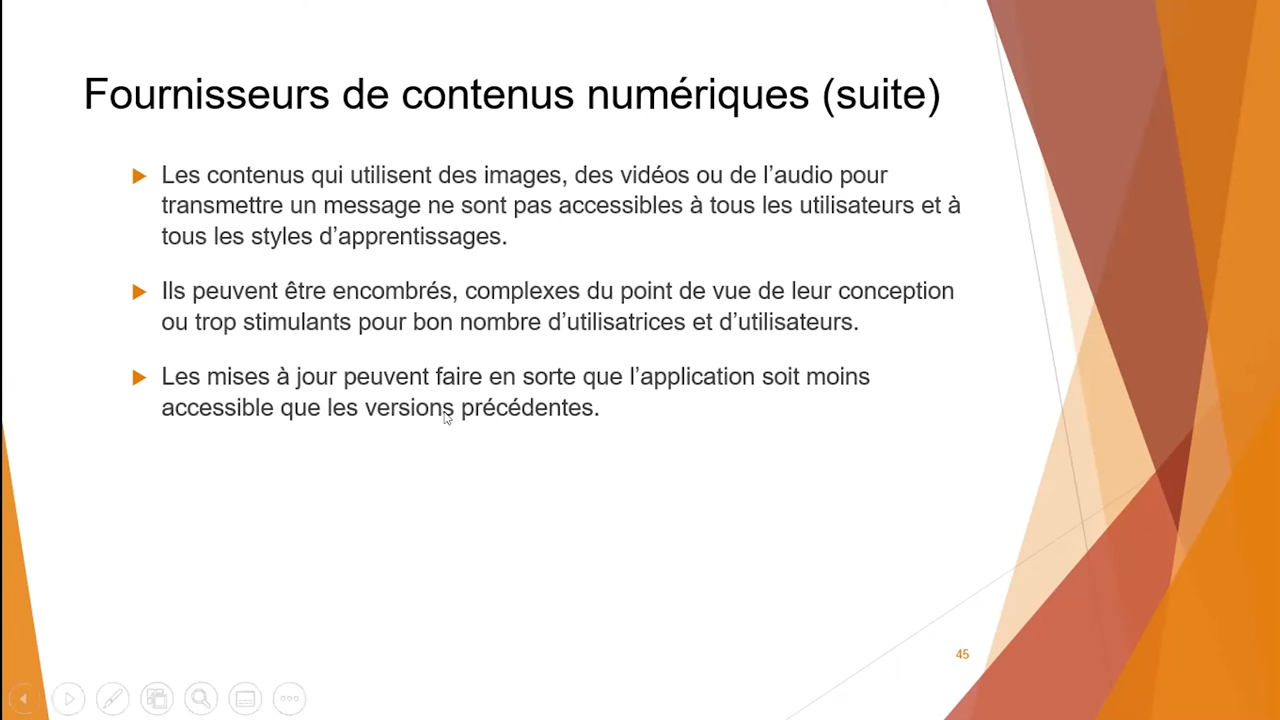 Fournisseurs de contenus numériques (suite)
Les contenus qui utilisent des images, des vidéos ou de l’audio pour
transmettre un message ne sont pas accessibles à tous les utilisateurs et à
tous les styles d’apprentissages.
Ils peuvent être encombrés, complexes du point de vue de leur conception
ou trop stimulants pour bon nombre d’utilisatrices et d’utilisateurs.
Les mises à jour peuvent faire en sorte que l’application soit moins
accessible que les versions précédentes.
45